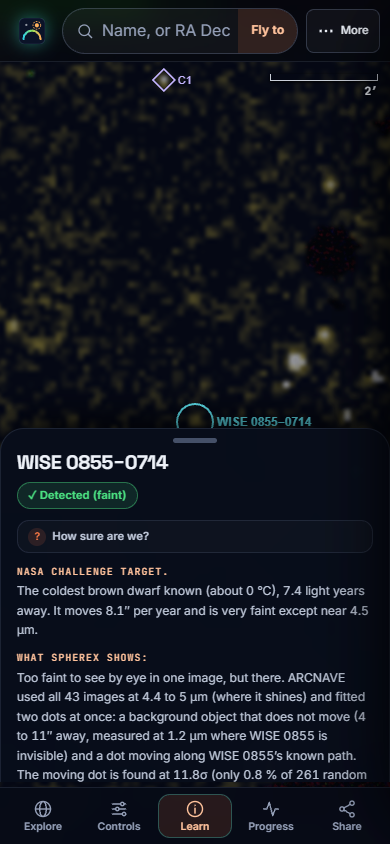 Name, or RA Dec
Fly to
··· More
C1
2′
WISE 0855−0714
WISE 0855−0714
✓ Detected (faint)
? How sure are we?
NASA CHALLENGE TARGET.
The coldest brown dwarf known (about 0 °C), 7.4 light years
away. It moves 8.1″ per year and is very faint except near 4.5
μm.
WHAT SPHEREX SHOWS:
Too faint to see by eye in one image, but there. ARCNAVE
used all 43 images at 4.4 to 5 μm (where it shines) and fitted
two dots at once: a background object that does not move (4
to 11″ away, measured at 1.2 μm where WISE 0855 is
invisible) and a dot moving along WISE 0855's known path.
The moving dot is found at 11.8σ (only 0.8 % of 261 random
Explore
Controls
Learn
Progress
Share